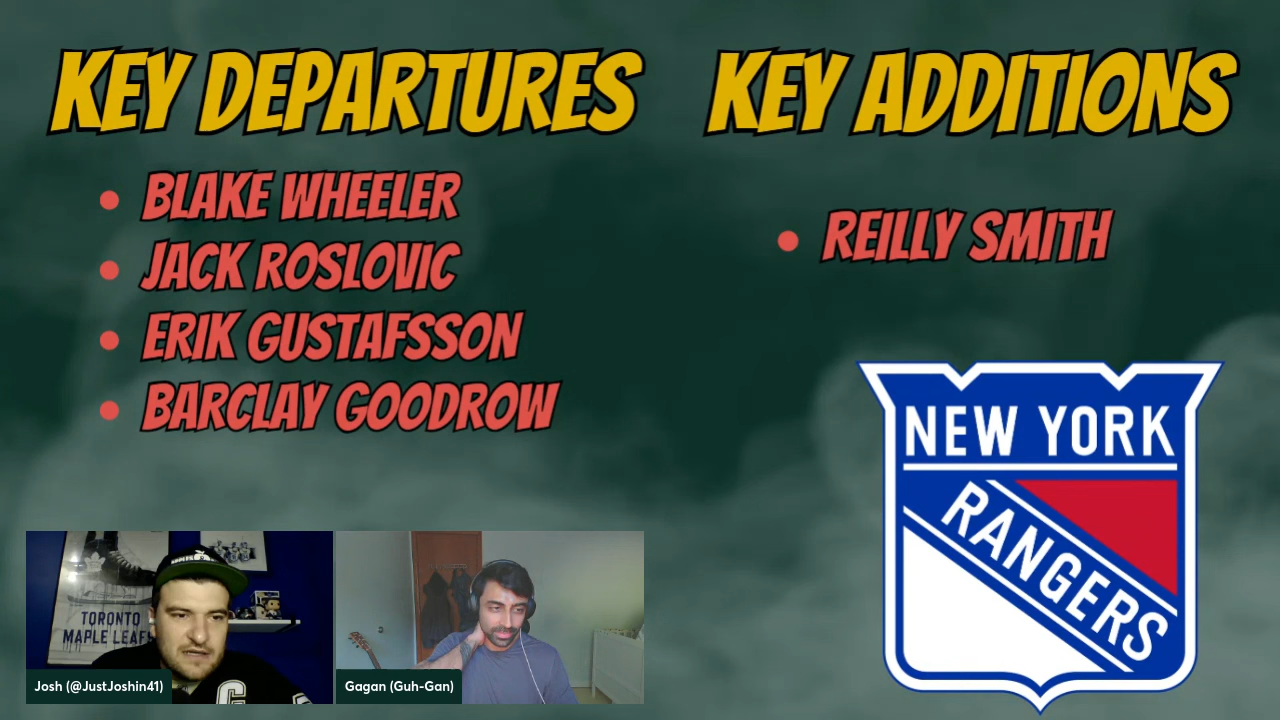 KEY DEPARTURES
BLAKE WHEELER
JACK ROSLOVIC
ERIK GUSTAFSSON
BARCLAY GOODROW
KEY ADDITIONS
REILLY SMITH
NEW YORK
RANGERS
TORONTO
MAPLE LEAFS
Josh (@JustJoshin41)
Gagan (Guh-Gan)